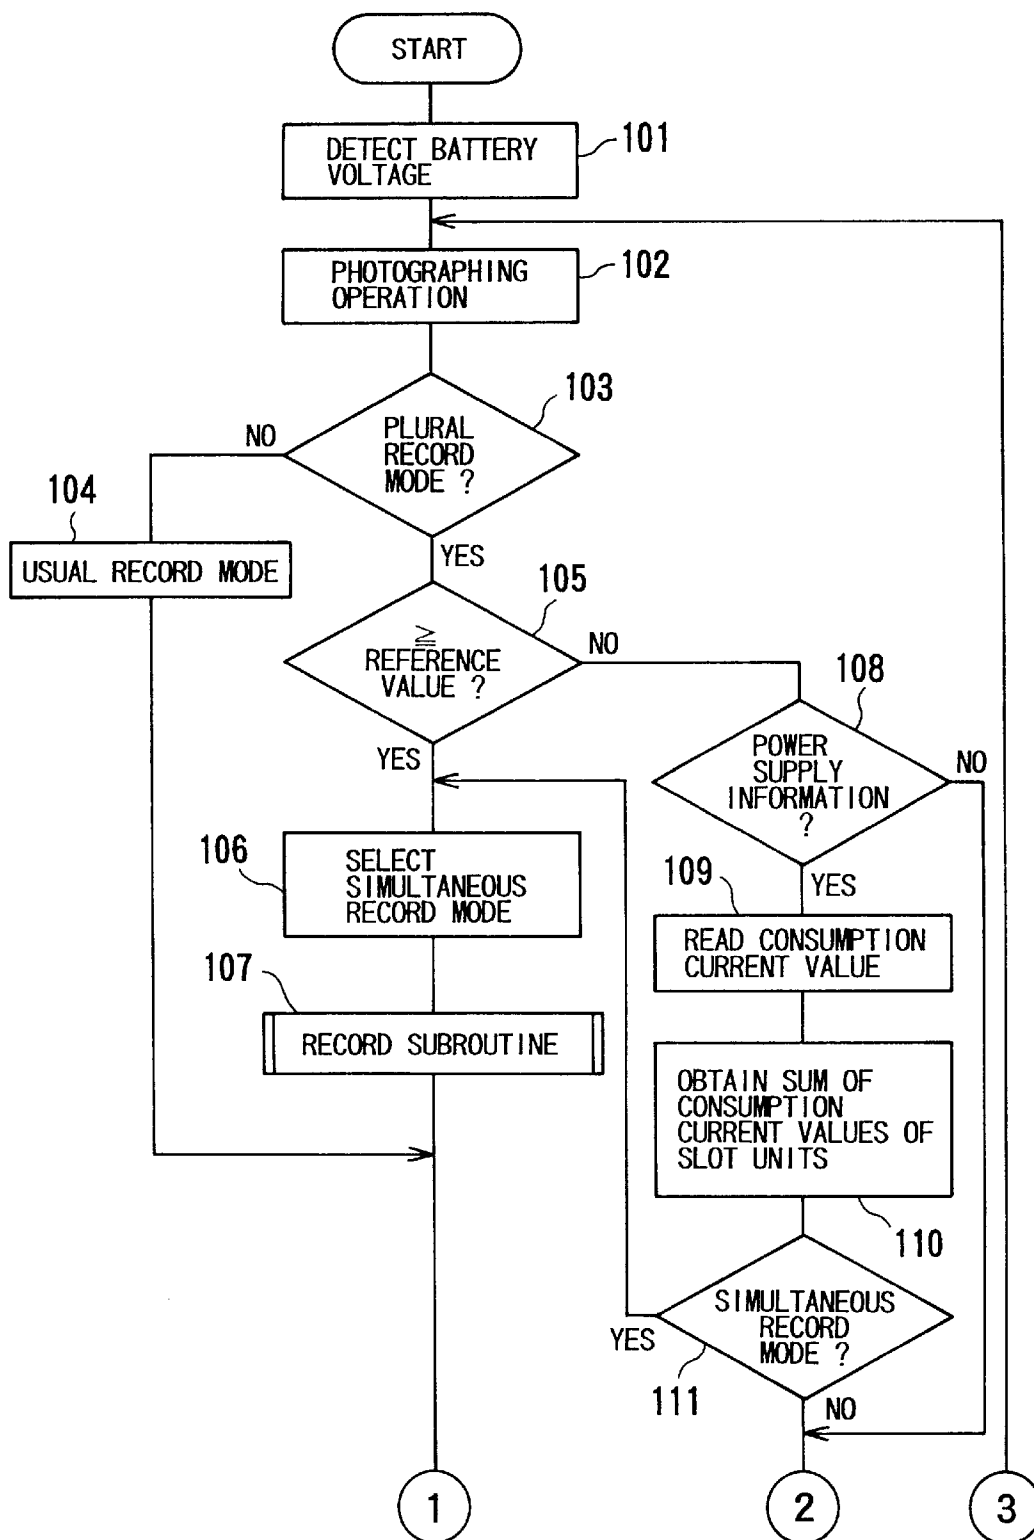 START
DETECT BATTERY
VOLTAGE
101
PHOTOGRAPHING
OPERATION
102
103
PLURAL
RECORD
MODE ?
NO
YES
104
USUAL RECORD MODE
105
≧
REFERENCE
VALUE ?
NO
YES
108
POWER
SUPPLY
INFORMATION
?
NO
YES
106
SELECT
SIMULTANEOUS
RECORD MODE
109
READ CONSUMPTION
CURRENT VALUE
107
RECORD SUBROUTINE
OBTAIN SUM OF
CONSUMPTION
CURRENT VALUES OF
SLOT UNITS
110
SIMULTANEOUS
RECORD
MODE ?
YES
111
NO
1
2
3